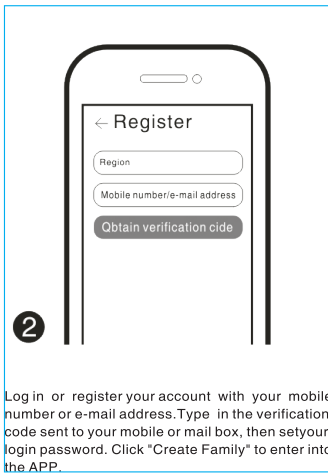 ← Register
Region
Mobile number/e-mail address
Qbtain verification cide
2
Log in or register your account with your mobile
number or e-mail address.Type in the verification
code sent to your mobile or mail box, then setyour
login password. Click "Create Family" to enter into
the APP.